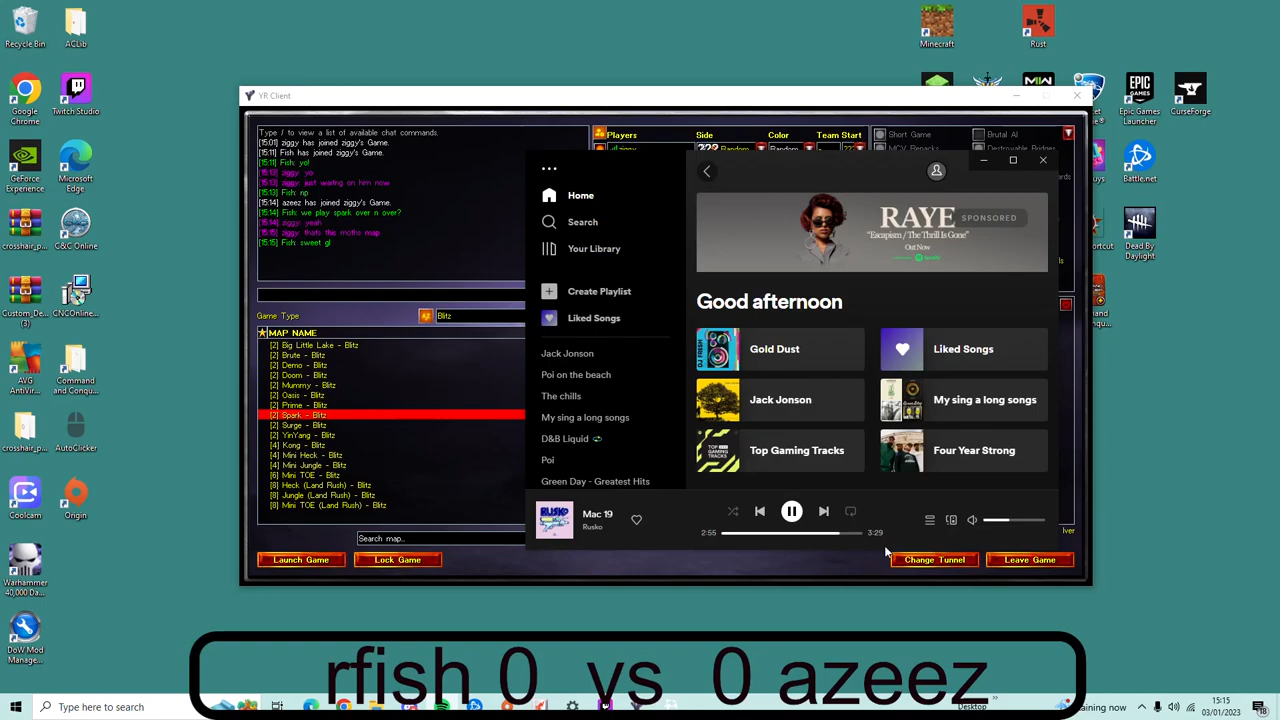 Recycle Bin
ACLib
Minecraft
Rust
Google Chrome
Twitch Studio
Epic Games Launcher
CurseForge
GeForce Experience
Microsoft Edge
Battle.net
crosshair_p...
C&C Online
Dead By Daylight
Custom_De... (3)
CNCOnline...
AVG AntiVir...
Command and Conqu...
crosshair_p...
AutoClicker
Coolcam
Origin
Warhammer
DoW Mod Manage...
YR Client
Type / to view a list of available chat commands.
[15:01] ziggy has joined ziggy's Game.
[15:11] Fish has joined ziggy's Game.
[15:11] Fish: yo!
[15:13] ziggy: yo
[15:13] ziggy: just waitng on him now
[15:13] Fish: np
[15:14] azeez has joined ziggy's Game.
[15:14] Fish: we play spark over n over?
[15:14] ziggy: yeah
[15:14] ziggy: thats the moths map
[15:15] Fish: sweet gl
Players Side Color Team Start
Short Game
Brutal AI
Game Type
Blitz
MAP NAME
[2] Big Little Lake - Blitz
[2] Brute - Blitz
[2] Demo - Blitz
[2] Doom - Blitz
[2] Mummy - Blitz
[2] Oasis - Blitz
[2] Prime - Blitz
[2] Spark - Blitz
[2] Surge - Blitz
[2] YinYang - Blitz
[4] Kong - Blitz
[4] Mini Heck - Blitz
[4] Mini Jungle - Blitz
[6] Mini TOE - Blitz
[8] Heck (Land Rush) - Blitz
[8] Jungle (Land Rush) - Blitz
[8] Mini TOE (Land Rush) - Blitz
Search map..
Launch Game
Lock Game
Change Tunnel
Leave Game
Home
Search
Your Library
Create Playlist
Liked Songs
Jack Jonson
Poi on the beach
The chills
My sing a long songs
D&B Liquid
Poi
Green Day - Greatest Hits
RAYE
SPONSORED
"Escapism / The Thrill Is Gone"
Out Now
Good afternoon
Gold Dust
Liked Songs
Jack Jonson
My sing a long songs
Top Gaming Tracks
Four Year Strong
Mac 19
Rusko
2:55
3:29
rfish 0 vs 0 azeez
Type here to search
Desktop
15:15
03/01/2023
18